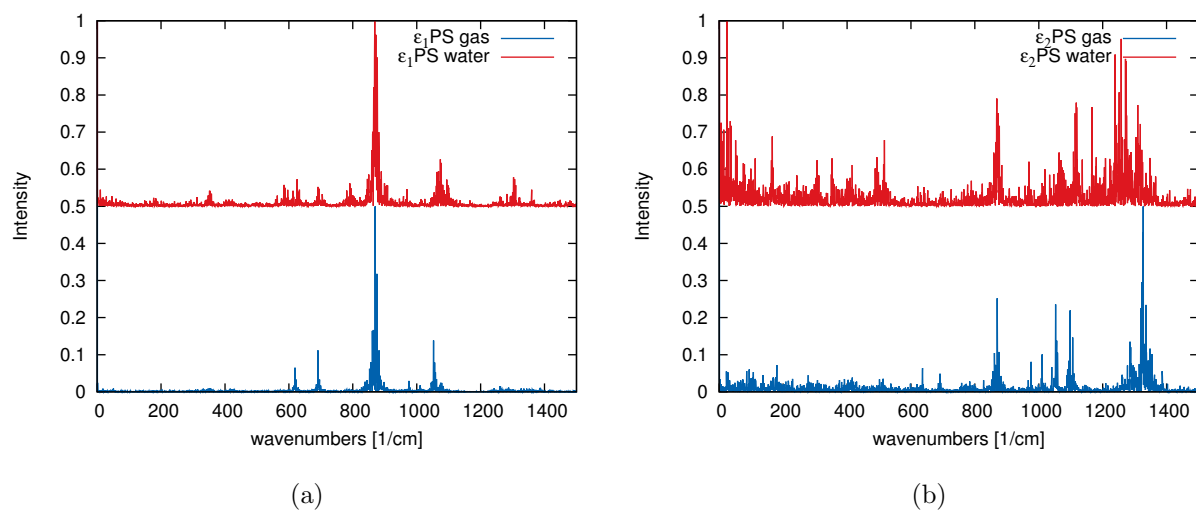 ε₁PS gas
ε₁PS water
1
0.9
0.8
0.7
0.6
0.5
0.4
0.3
0.2
0.1
0
Intensity
0 200 400 600 800 1000 1200 1400
wavenumbers [1/cm]
(a)
ε₂PS gas
ε₂PS water
1
0.9
0.8
0.7
0.6
0.5
0.4
0.3
0.2
0.1
0
Intensity
0 200 400 600 800 1000 1200 1400
wavenumbers [1/cm]
(b)